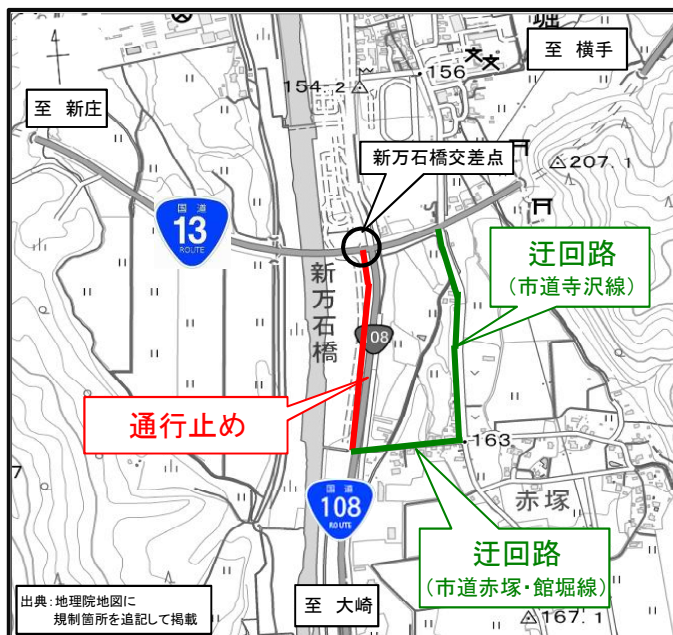 堀
至 横手
156
154.2
至 新庄
新万石橋交差点
207.1
国道
13
ROUTE
迂回路
(市道寺沢線)
新万石橋
108
通行止め
163
国道
108
ROUTE
赤塚
迂回路
(市道赤塚・館堀線)
至 大崎
167.1
出典:地理院地図に
規制箇所を追記して掲載